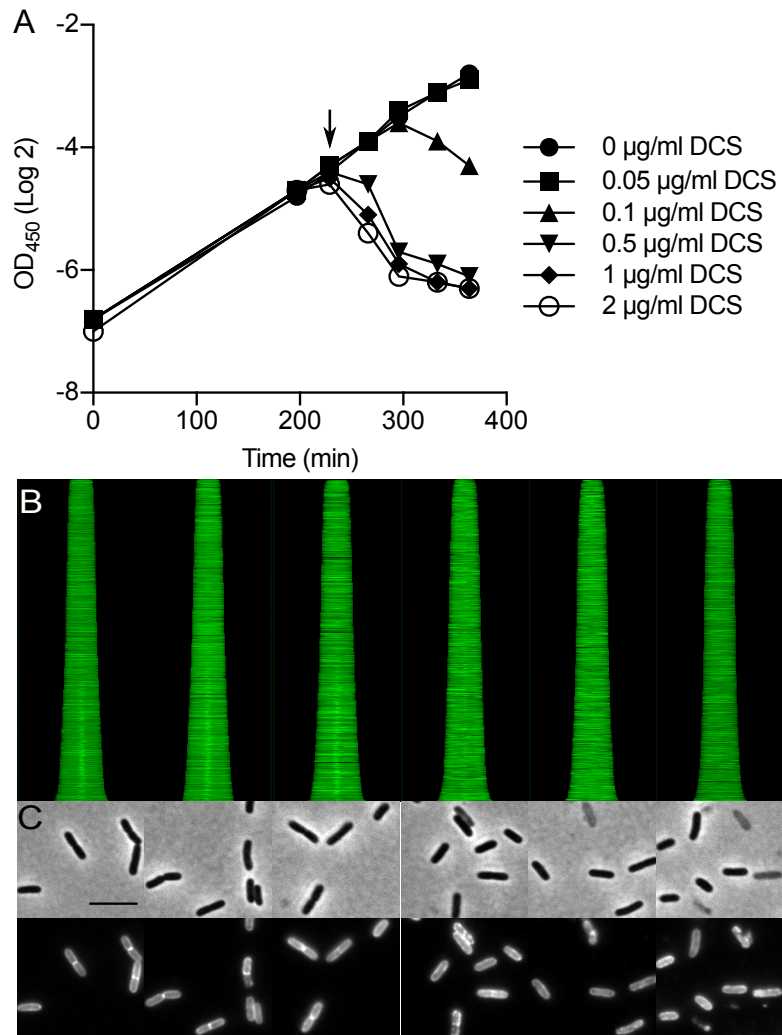 A
-2
-4
-6
-8
OD450 (Log 2)
0
100
200
300
400
Time (min)
0 µg/ml DCS
0.05 µg/ml DCS
0.1 µg/ml DCS
0.5 µg/ml DCS
1 µg/ml DCS
2 µg/ml DCS
B
C